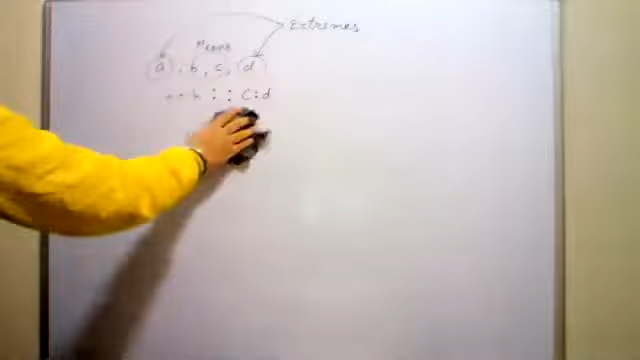 Extremes
Means
a, b, c, d
a : b : : C : d